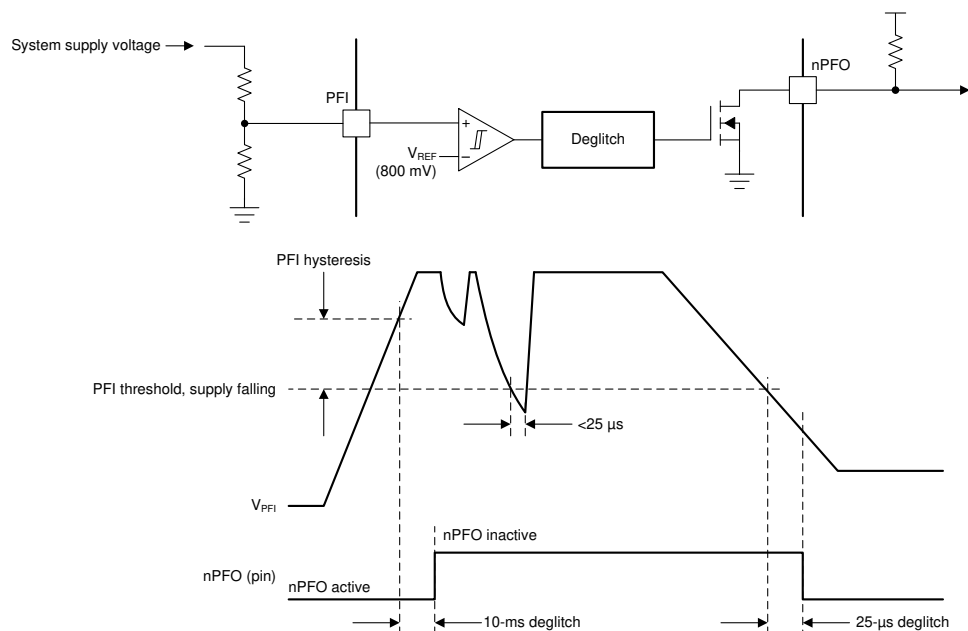 System supply voltage
PFI
nPFO
+
−
VREF
(800 mV)
Deglitch
PFI hysteresis
PFI threshold, supply falling
<25 µs
VPFI
nPFO inactive
nPFO (pin)
nPFO active
10-ms deglitch
25-µs deglitch